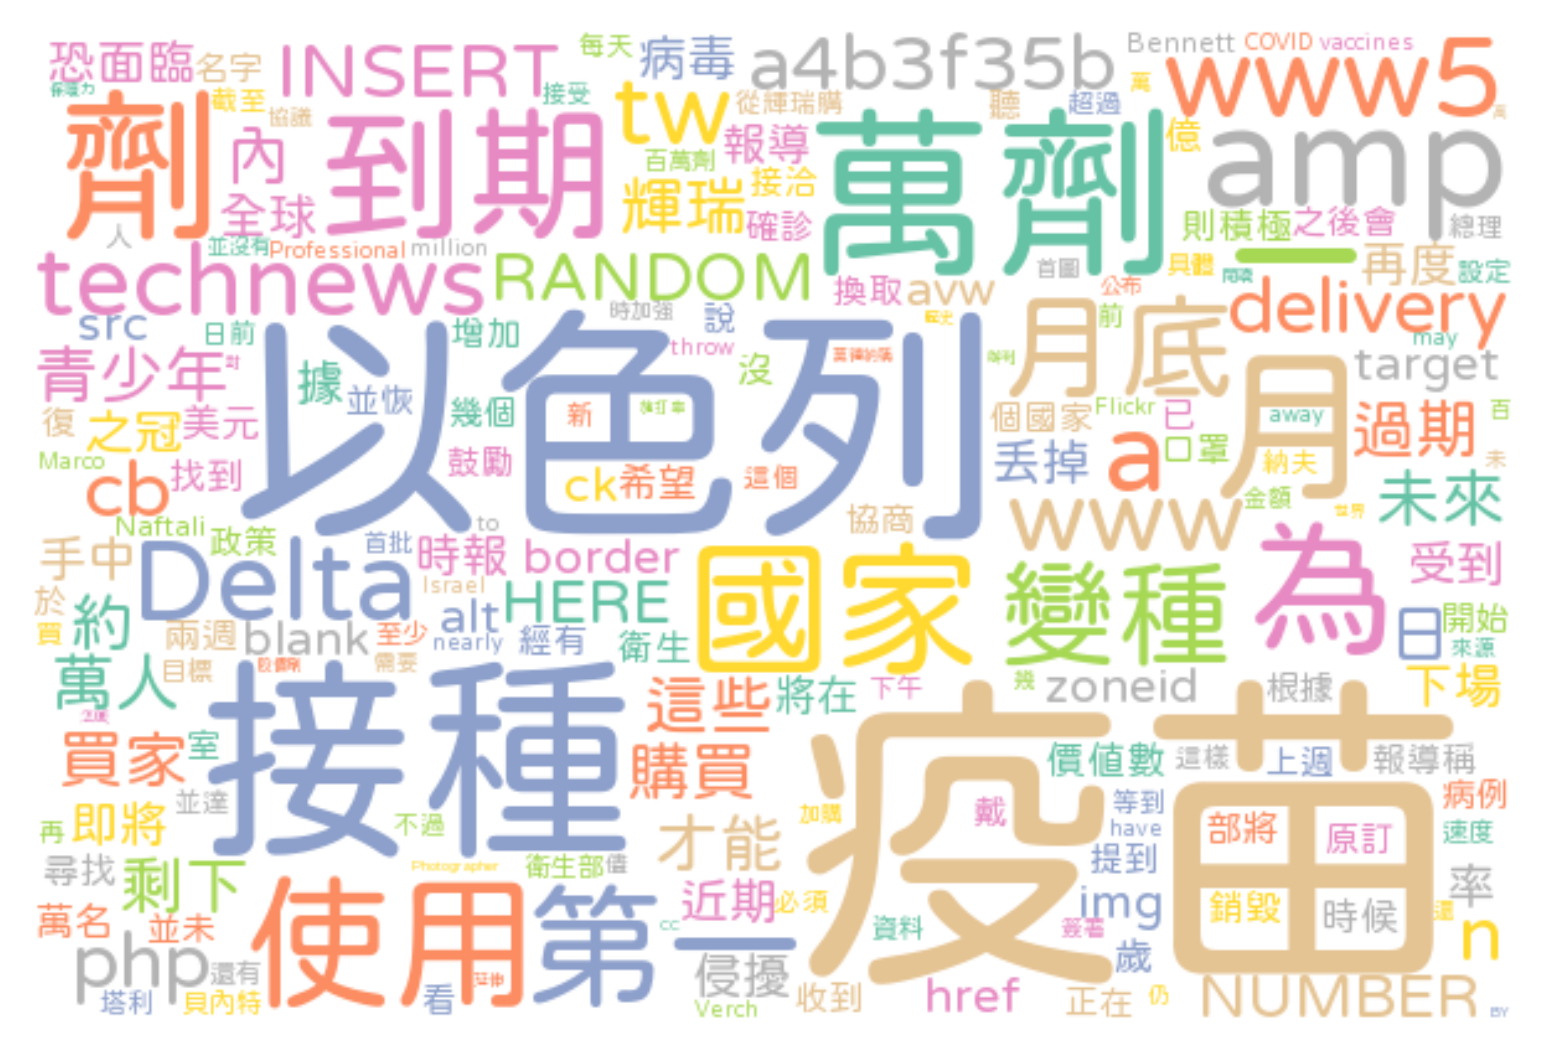 恐面臨
名字
INSERT
每天
病毒
a4b3f35b
Bennett
COVID
vaccines
www5
截至
協議
接受
tw
從輝瑞購
聽
超過
萬
億
amp
劑
內
到期
報導
百萬劑
萬劑
全球
輝瑞
接洽
確診
則積極
之後會
總理
人
並沒有
Professional
million
technews
RANDOM
換取
avw
首圖
一
具體
公布
再度
設定
src
日前
時加強
說
前
delivery
增加
throw
月底
may
青少年
據
並恢
以色列
沒
target
復
之冠
美元
幾個
新
個國家
Flickr
已
月
away
過期
百
Marco
cb
找到
鼓勵
ck
希望
這個
丟掉
a
口罩
納夫
未
金額
未來
世界
Naftali
政策
首批
to
協商
www
手中
Delta
時報
border
國家
變種
為
受到
於
約
Israel
HERE
alt
買
兩週
blank
至少
nearly
經有
衛生
日
開始
來源
萬人
目標
需要
接種
這些
將在
下午
幾
zoneid
根據
下場
買家
室
購買
疫苗
價值數
這樣
上週
報導稱
並達
即將
再
不過
加購
戴
等到
have
部將
原訂
病例
速度
才能
提到
尋找
剩下
Photographer
衛生部
值
萬名
並未
使用
第一
近期
必須
資料
簽署
img
銷毀
時候
還
率
n
php
還有
延伸
cc
侵擾
歲
塔利
貝內特
看
Verch
收到
href
正在
仍
NUMBER
BY